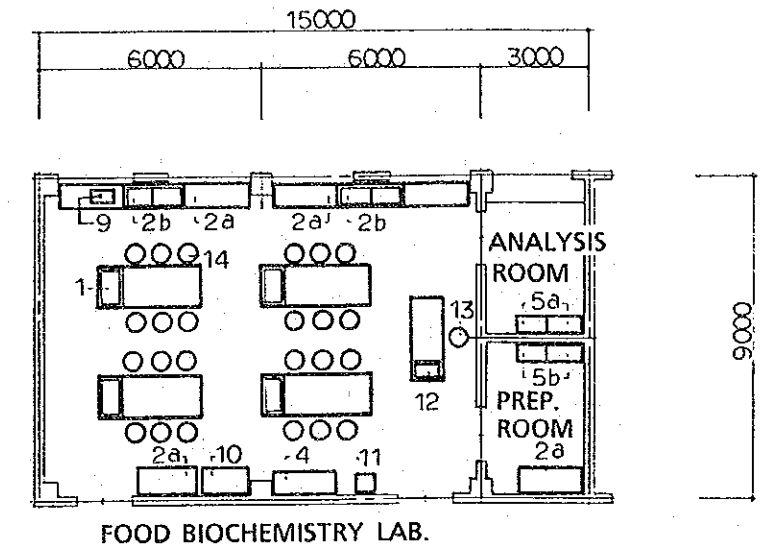 15000
6000 6000 3000
9 2b 2a 2a 2b
14
ANALYSIS
ROOM
1
5a
13
9000
5b
12
PREP.
ROOM
2a 10 4 11 2a
FOOD BIOCHEMISTRY LAB.